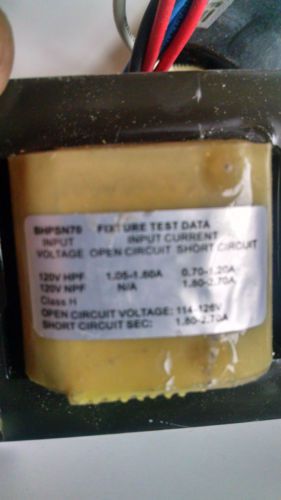 BHPSN70 FIXTURE TEST DATA
INPUT INPUT CURRENT
VOLTAGE OPEN CIRCUIT SHORT CIRCUIT
120V HPF 1.05-1.60A 0.70-1.20A
120V NPF N/A 1.80-2.70A
Class H
OPEN CIRCUIT VOLTAGE: 114-126V
SHORT CIRCUIT SEC: 1.80-2.70A